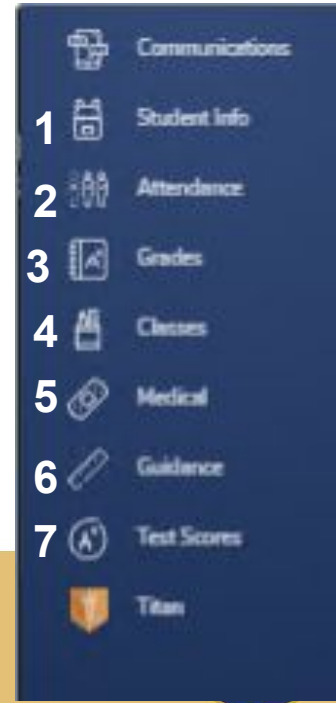 Communications
1 Student Info
2 Attendance
3 Grades
4 Classes
5 Medical
6 Guidance
7 Test Scores
Titan